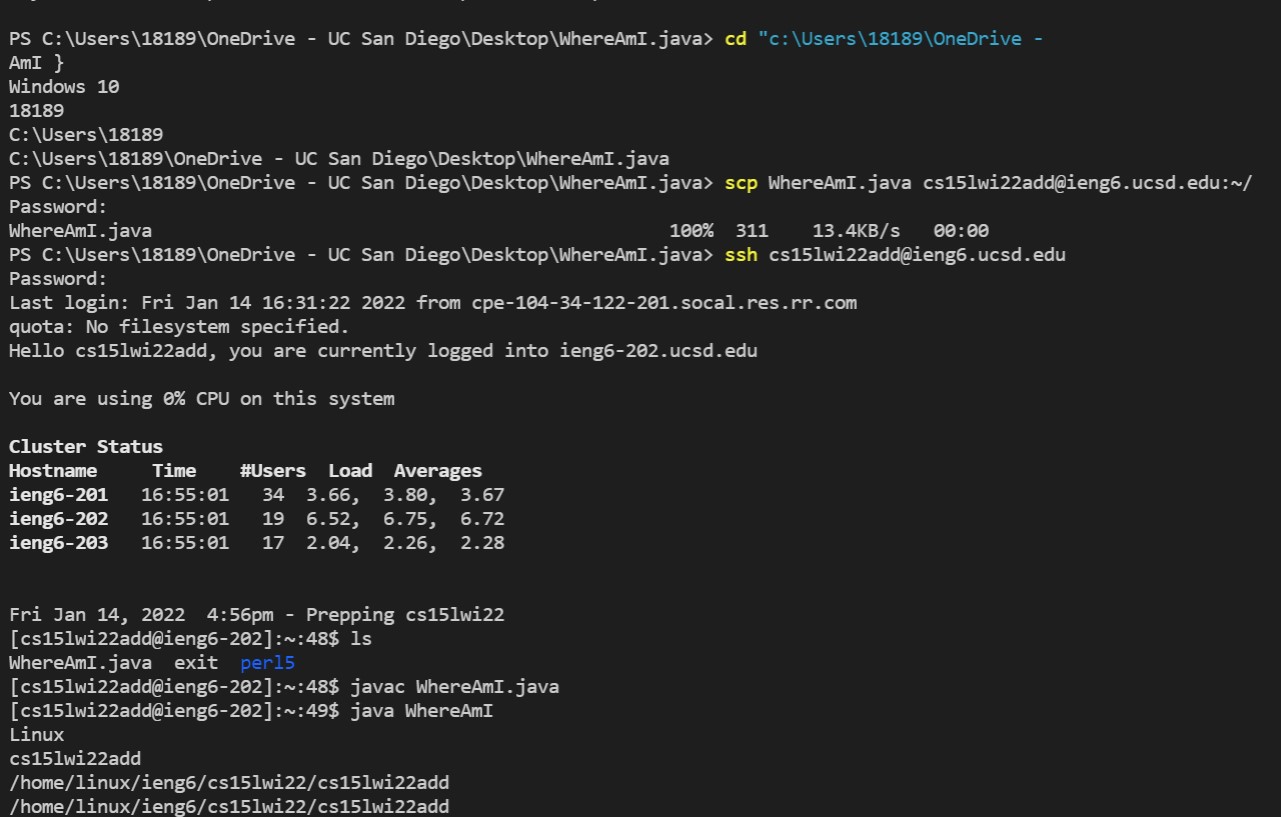 PS C:\Users\18189\OneDrive - UC San Diego\Desktop\WhereAmI.java> cd "c:\Users\18189\OneDrive -
AmI }
Windows 10
18189
C:\Users\18189
C:\Users\18189\OneDrive - UC San Diego\Desktop\WhereAmI.java
PS C:\Users\18189\OneDrive - UC San Diego\Desktop\WhereAmI.java> scp WhereAmI.java cs15lwi22add@ieng6.ucsd.edu:~/
Password:
WhereAmI.java 100% 311 13.4KB/s 00:00
PS C:\Users\18189\OneDrive - UC San Diego\Desktop\WhereAmI.java> ssh cs15lwi22add@ieng6.ucsd.edu
Password:
Last login: Fri Jan 14 16:31:22 2022 from cpe-104-34-122-201.socal.res.rr.com
quota: No filesystem specified.
Hello cs15lwi22add, you are currently logged into ieng6-202.ucsd.edu
You are using 0% CPU on this system
Cluster Status
Hostname Time #Users Load Averages
ieng6-201 16:55:01 34 3.66, 3.80, 3.67
ieng6-202 16:55:01 19 6.52, 6.75, 6.72
ieng6-203 16:55:01 17 2.04, 2.26, 2.28
Fri Jan 14, 2022 4:56pm - Prepping cs15lwi22
[cs15lwi22add@ieng6-202]:~:48$ ls
WhereAmI.java exit perl5
[cs15lwi22add@ieng6-202]:~:48$ javac WhereAmI.java
[cs15lwi22add@ieng6-202]:~:49$ java WhereAmI
Linux
cs15lwi22add
/home/linux/ieng6/cs15lwi22/cs15lwi22add
/home/linux/ieng6/cs15lwi22/cs15lwi22add